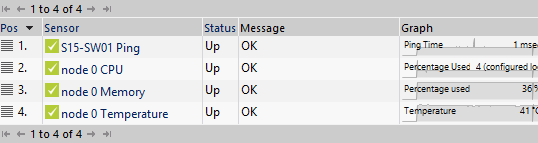 1 to 4 of 4
Pos Sensor Status Message Graph
1. S15-SW01 Ping Up OK Ping Time 1 msec
2. node 0 CPU Up OK Percentage Used 4 (configured
3. node 0 Memory Up OK Percentage used 36 %
4. node 0 Temperature Up OK Temperature 41 °C
1 to 4 of 4